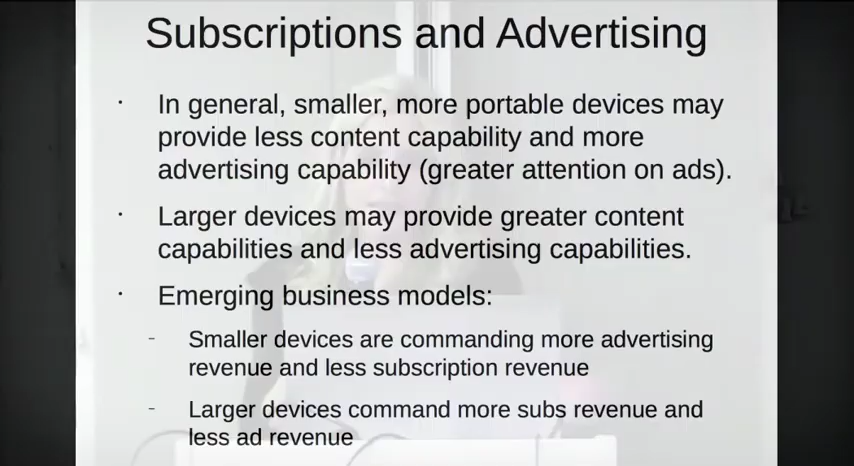 Subscriptions and Advertising
· In general, smaller, more portable devices may
provide less content capability and more
advertising capability (greater attention on ads).
· Larger devices may provide greater content
capabilities and less advertising capabilities.
· Emerging business models:
- Smaller devices are commanding more advertising
revenue and less subscription revenue
- Larger devices command more subs revenue and
less ad revenue